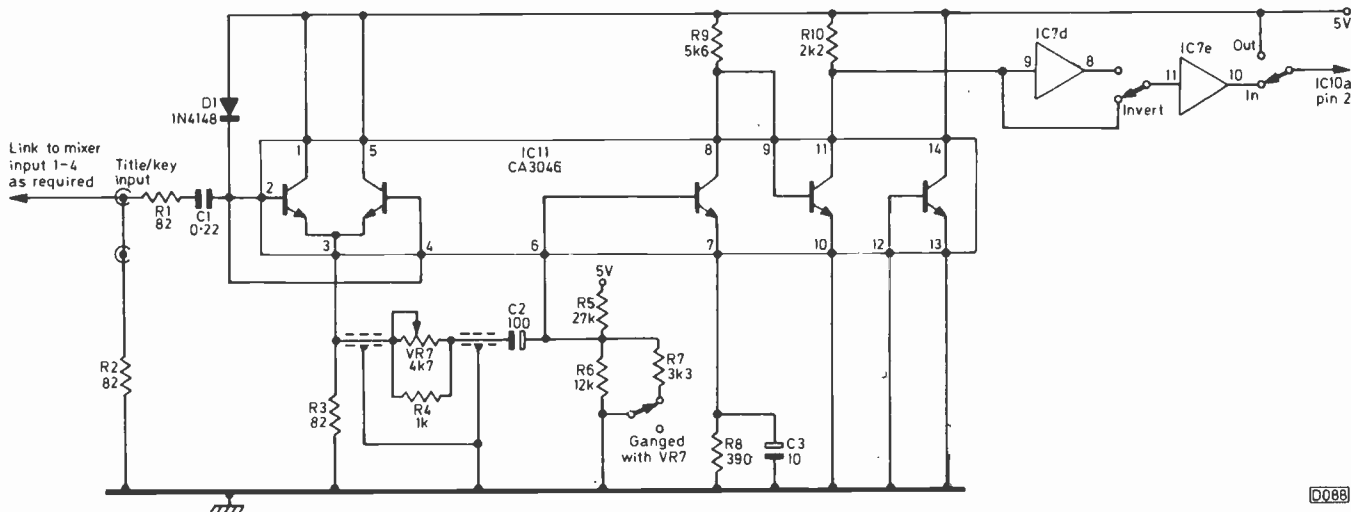 R9
5k6
R10
2k2
5V
IC7d
9
8
Invert
IC7e
11
10
Out
In
IC10a
pin 2
D1
1N4148
Link to mixer
input 1-4
as required
Title/key
input
R1
82
C1
0·22
1
5
IC11
CA3046
8
9
11
14
2
3
4
6
7
10
12
13
5V
R5
27k
C2
100
VR7
4k7
R4
1k
R6
12k
R7
3k3
R2
82
R3
82
Ganged
with VR7
R8
390
C3
10
D088